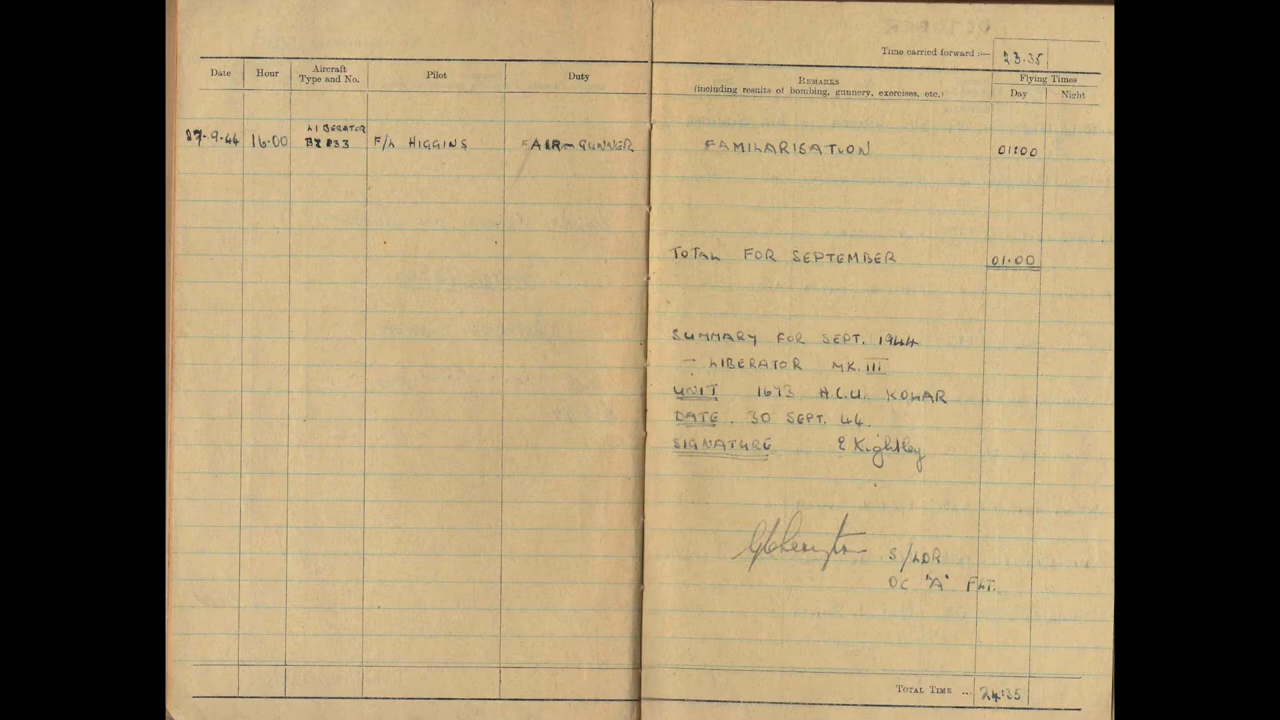 Time carried forward :— 23·35
Date Hour Aircraft Type and No. Pilot Duty REMARKS (including results of bombing, gunnery, exercises, etc.) Flying Times Day Night
27-9-44 16·00 LIBERATOR F/L HIGGINS AIR-GUNNER FAMILARISATION 01:00
TOTAL FOR SEPTEMBER 01·00
SUMMARY FOR SEPT. 1944
— LIBERATOR MK. III
UNIT 1673 H.C.U. KOLAR
DATE . 30 SEPT. 44.
SIGNATURE E Kightley
S/LDR
OC "A" FLT.
TOTAL TIME ... 24:35